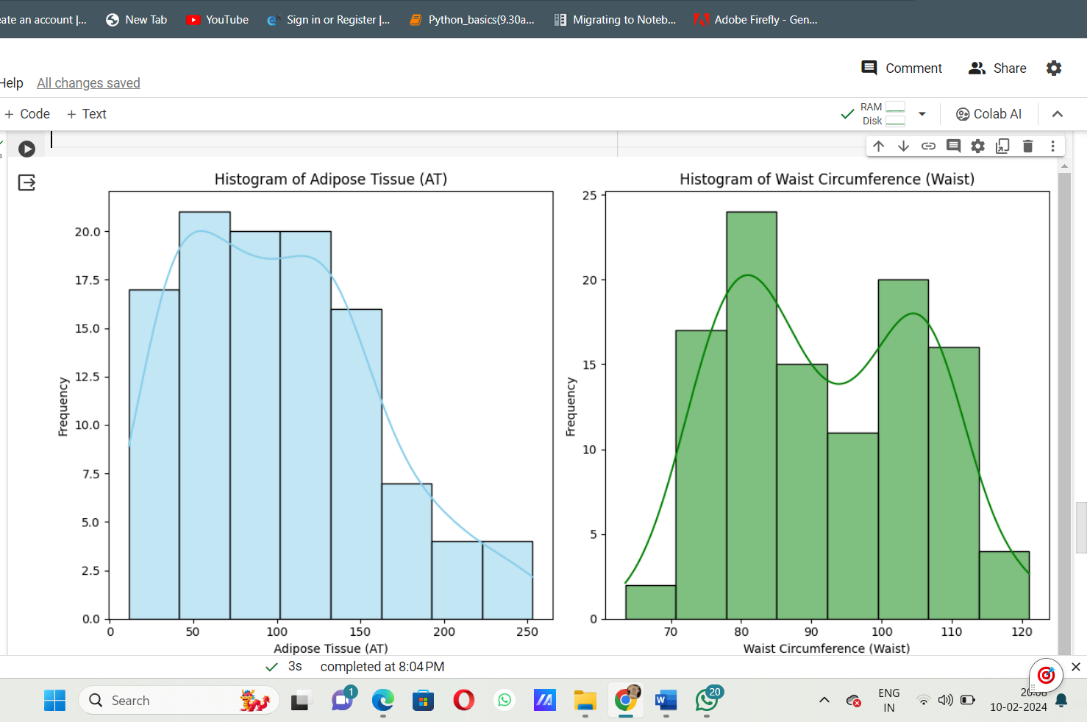 eate an account |... New Tab YouTube Sign in or Register |... Python_basics(9.30a... Migrating to Noteb... Adobe Firefly - Gen...
Help All changes saved Comment Share
+ Code + Text RAM Disk Colab AI
Histogram of Adipose Tissue (AT)
20.0
17.5
15.0
12.5
10.0
7.5
5.0
2.5
0.0
Frequency
0 50 100 150 200 250
Adipose Tissue (AT)
Histogram of Waist Circumference (Waist)
25
20
15
10
5
0
Frequency
70 80 90 100 110 120
Waist Circumference (Waist)
3s completed at 8:04 PM
Search 1 20 ENG
IN
10-02-2024